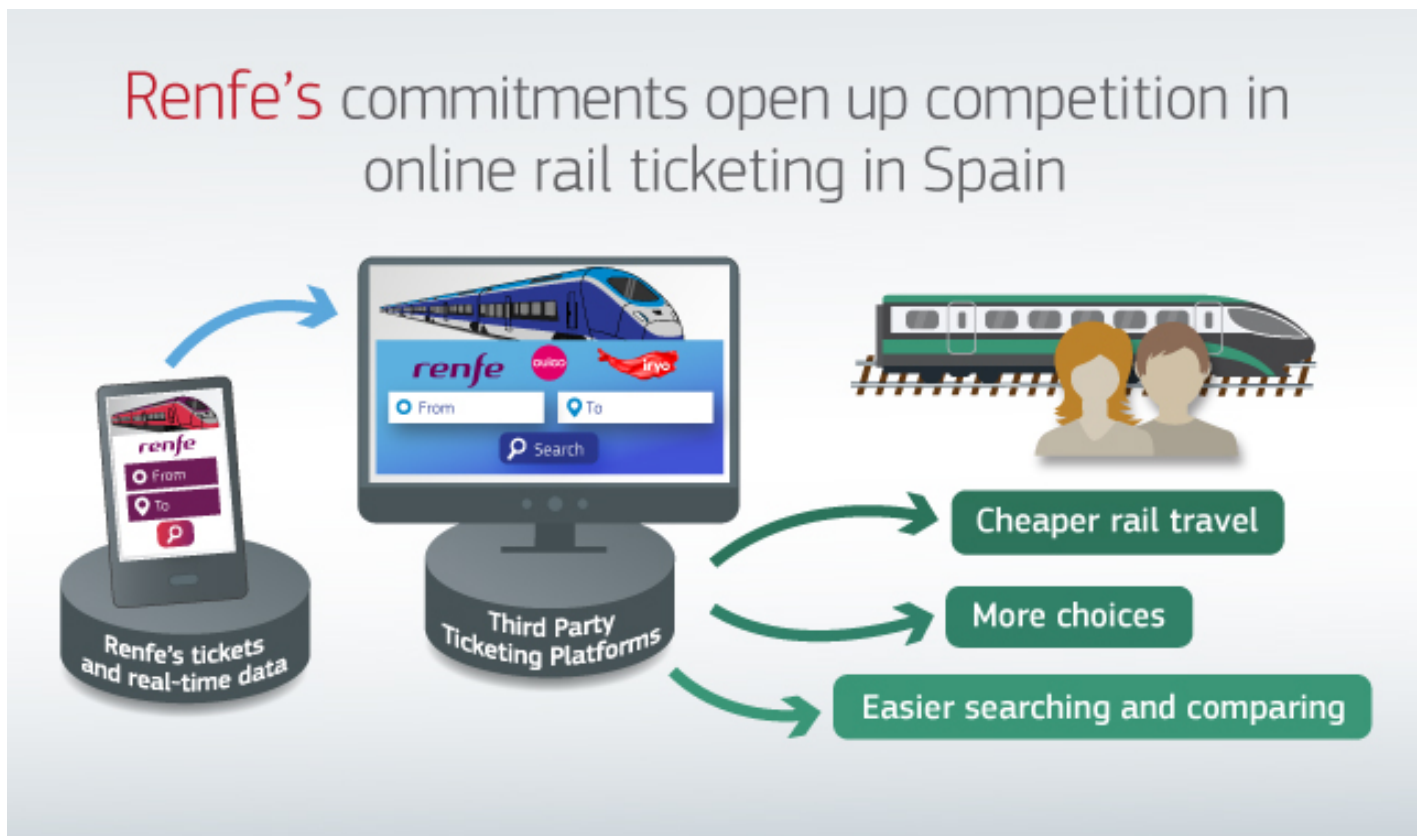 Renfe's commitments open up competition in
online rail ticketing in Spain
renfe
From
To
Renfe's tickets
and real-time data
renfe
OUIGO
iryo
From
To
Search
Third Party
Ticketing Platforms
Cheaper rail travel
More choices
Easier searching and comparing